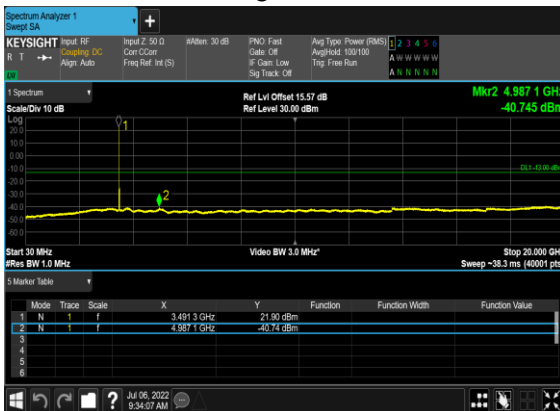 Spectrum Analyzer 1
Swept SA
KEYSIGHT Input: RF Input Z: 50 Ω #Atten: 30 dB PNO: Fast Avg Type: Power (RMS) 1 2 3 4 5 6
R T Coupling: DC Corr CCorr Gate: Off Avg|Hold: 100/100 A W W W W W
Align: Auto Freq Ref: Int (S) IF Gain: Low Trig: Free Run
LV Sig Track: Off A N N N N N
1 Spectrum Ref Lvl Offset 15.57 dB Mkr2 4.987 1 GHz
Scale/Div 10 dB Ref Level 30.00 dBm -40.745 dBm
Log
1
20.0
10.0
0.00
-10.0
DL1 -13.00 dBm
-20.0
-30.0
2
-40.0
-50.0
-60.0
Start 30 MHz Video BW 3.0 MHz* Stop 20.000 GH
#Res BW 1.0 MHz Sweep ~38.3 ms (40001 pts
5 Marker Table
Mode Trace Scale X Y Function Function Width Function Value
1 N 1 f 3.491 3 GHz 21.90 dBm
2 N 1 f 4.987 1 GHz -40.74 dBm
3
4
5
6
? Jul 06, 2022
9:34:07 AM